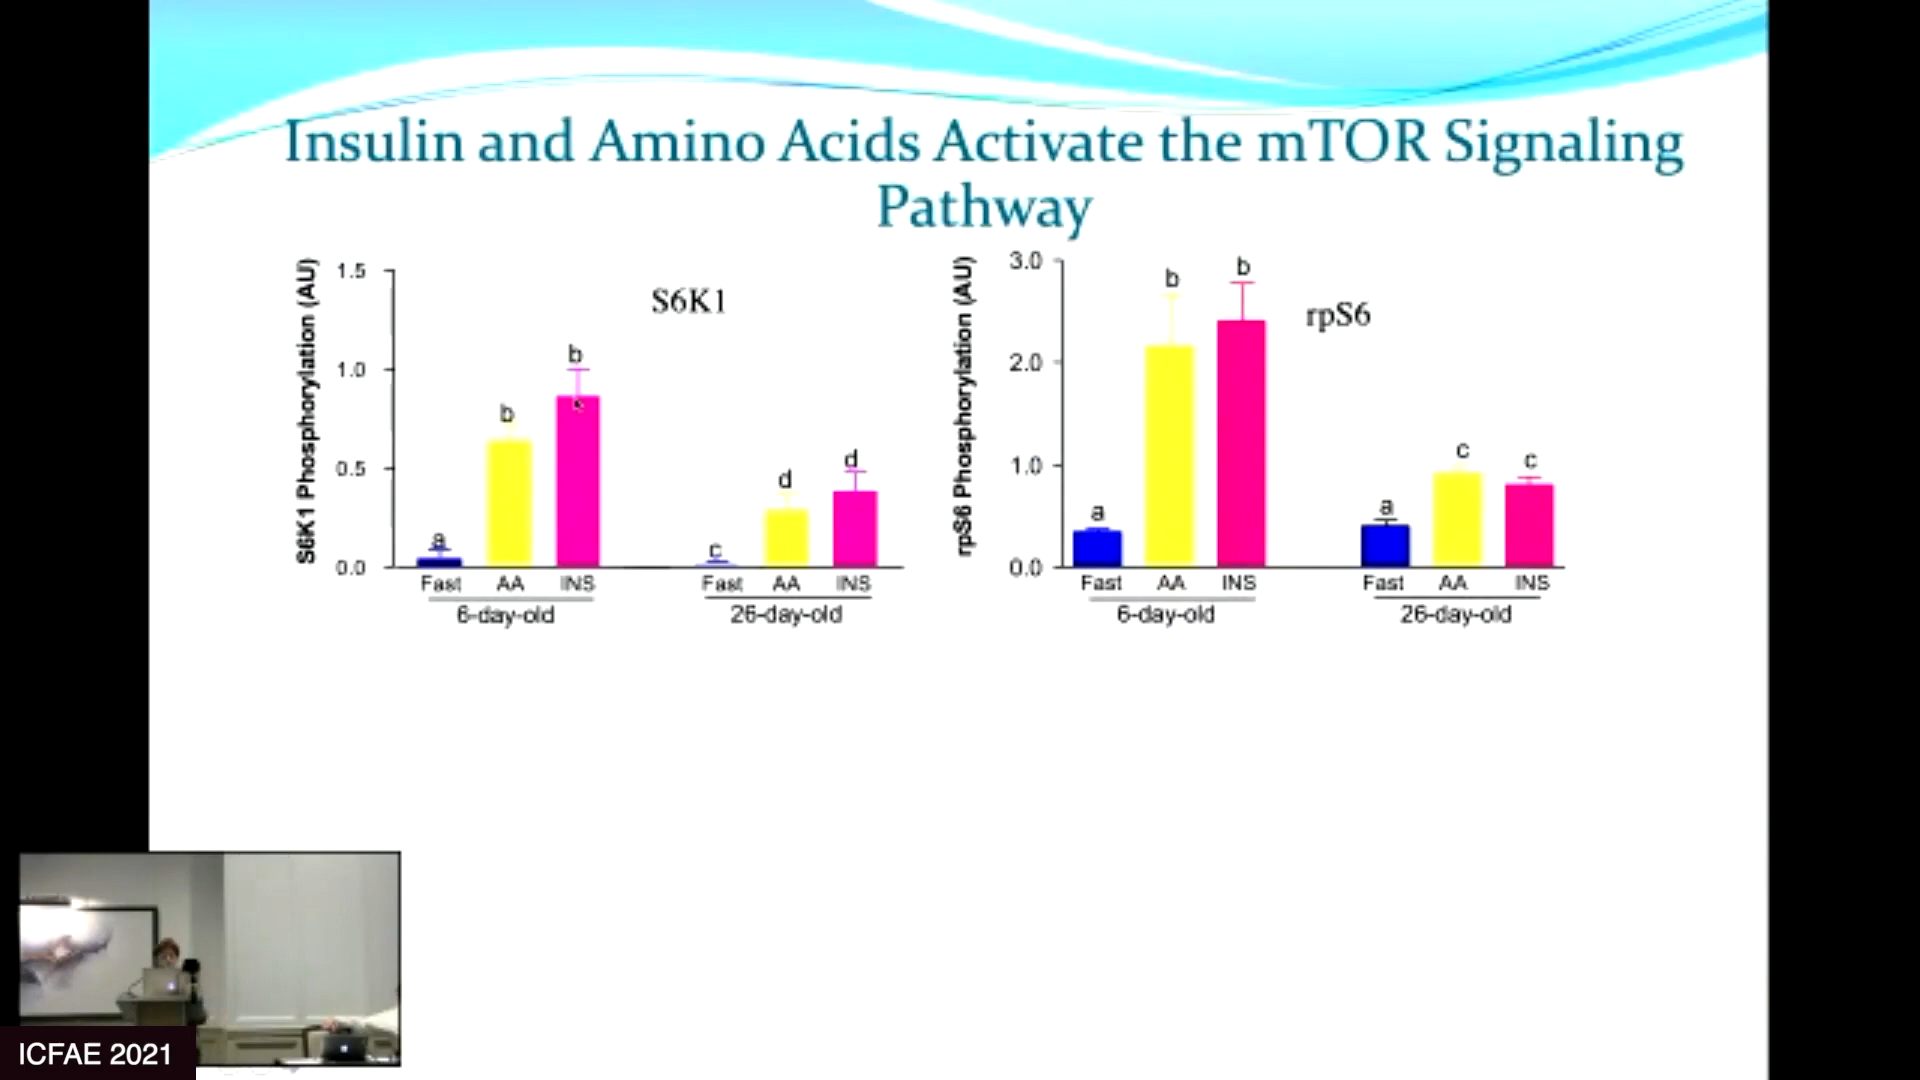 Insulin and Amino Acids Activate the mTOR Signaling
Pathway
S6K1 Phosphorylation (AU)
1.5
1.0
0.5
0.0
S6K1
a
b
b
c
d
d
Fast AA INS
Fast AA INS
6-day-old
26-day-old
rpS6 Phosphorylation (AU)
3.0
2.0
1.0
0.0
rpS6
a
b
b
a
c
c
Fast AA INS
Fast AA INS
6-day-old
26-day-old
ICFAE 2021